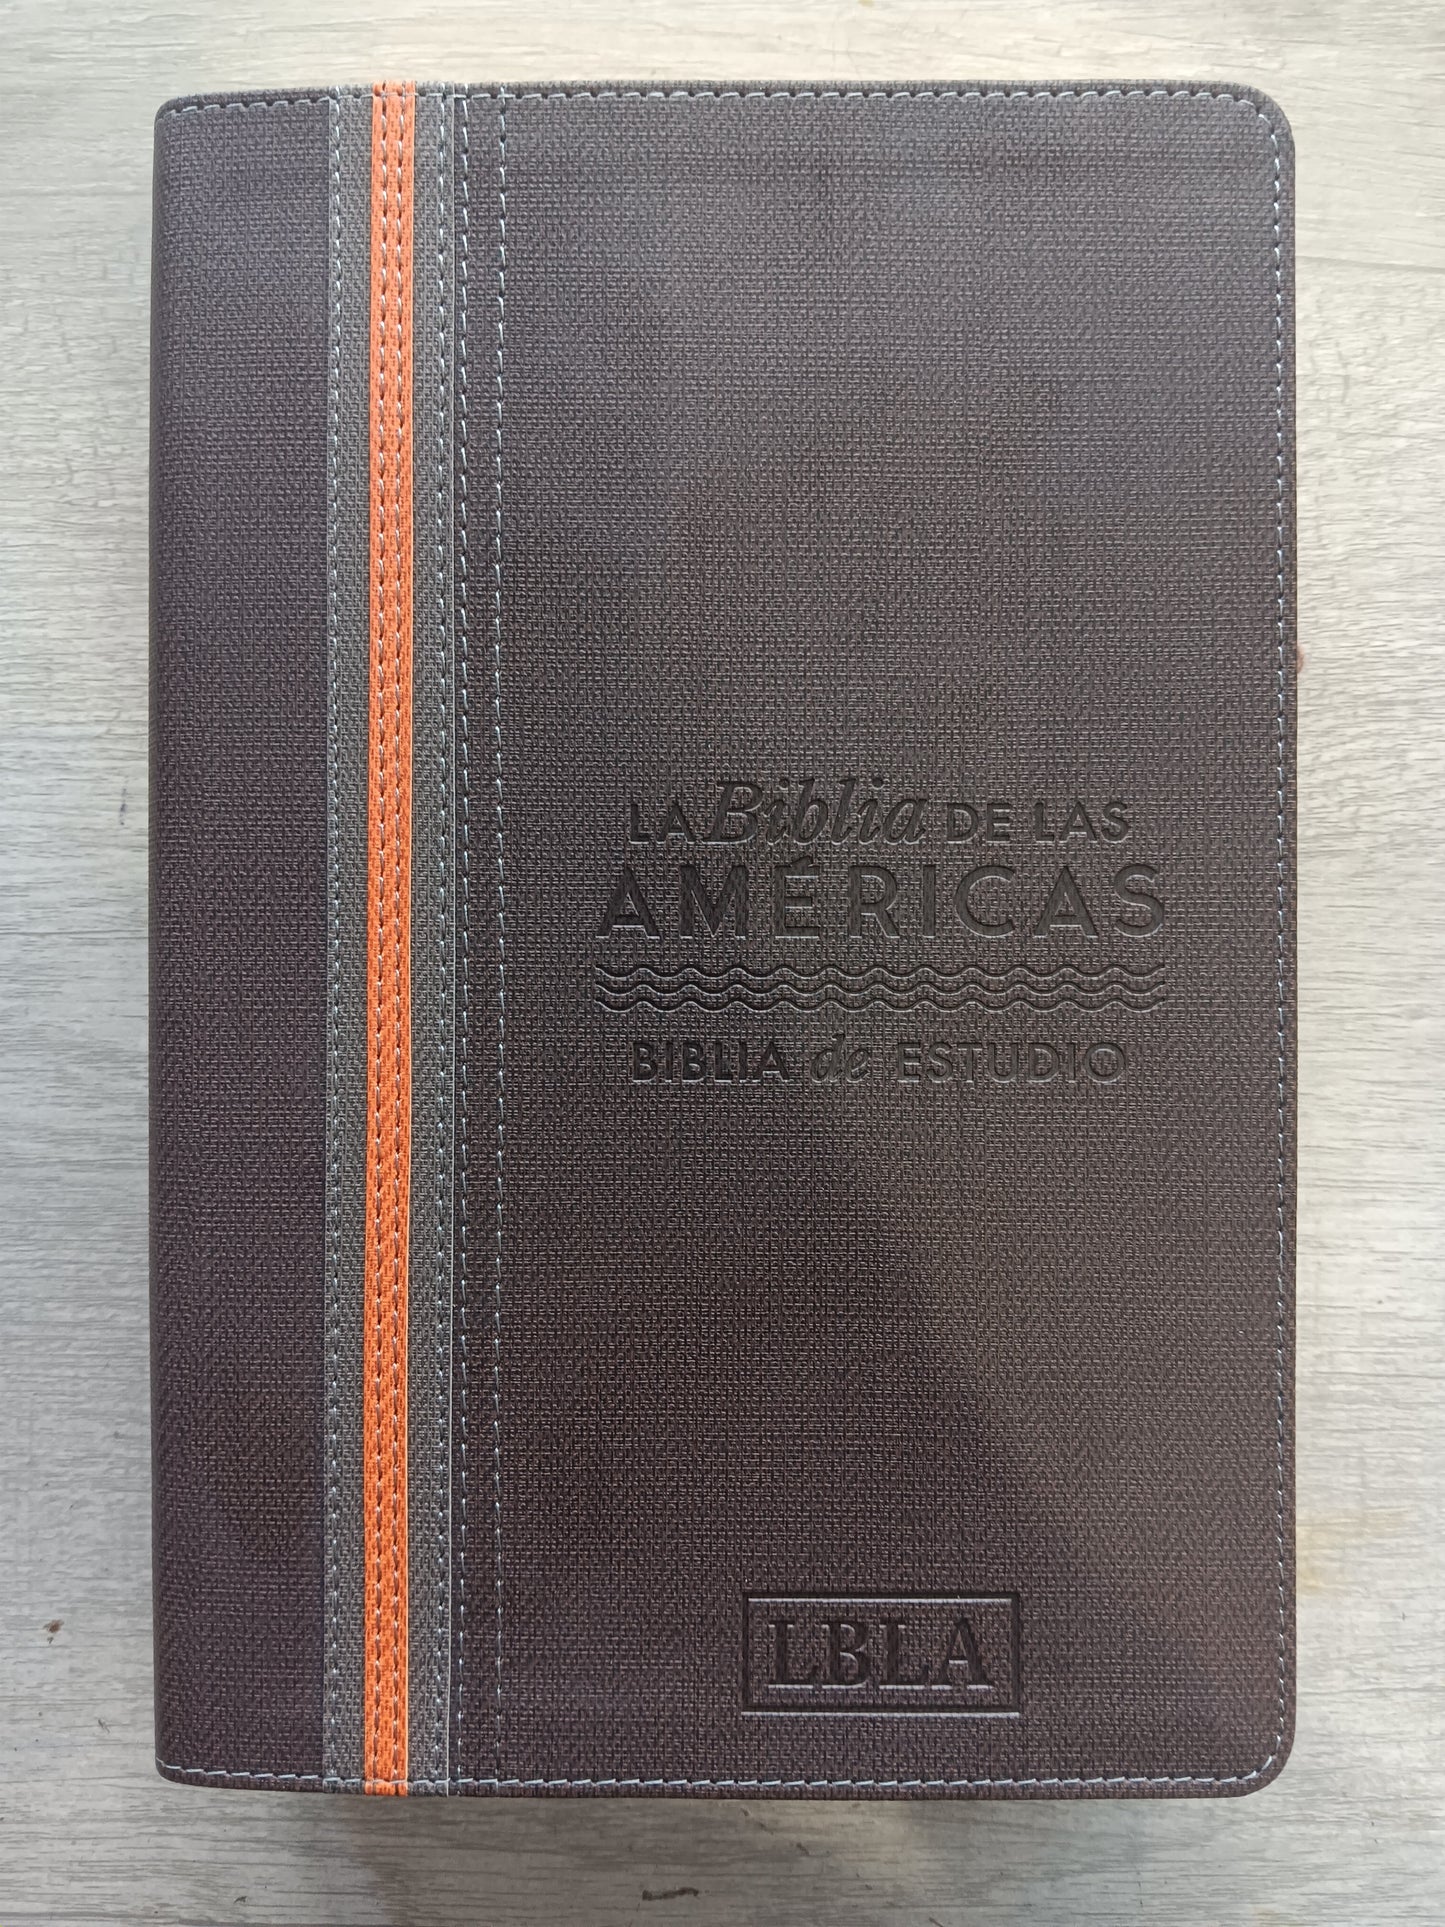 LA Biblia DE LAS
AMÉRICAS
BIBLIA de ESTUDIO
LBLA